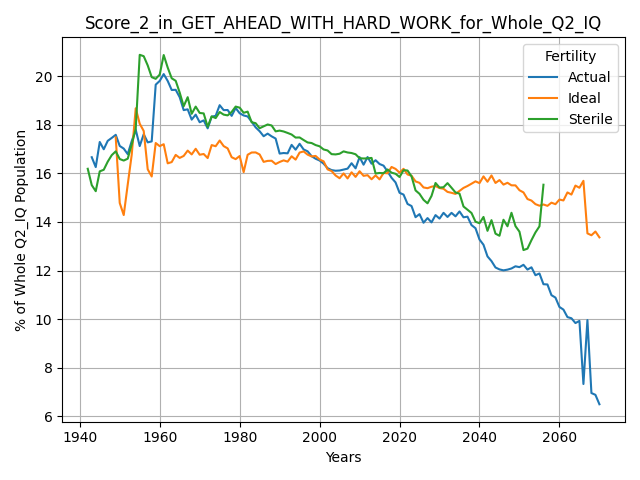 Score_2_in_GET_AHEAD_WITH_HARD_WORK_for_Whole_Q2_IQ
% of Whole Q2_IQ Population
20
18
16
14
12
10
8
6
Fertility
Actual
Ideal
Sterile
1940 1960 1980 2000 2020 2040 2060
Years